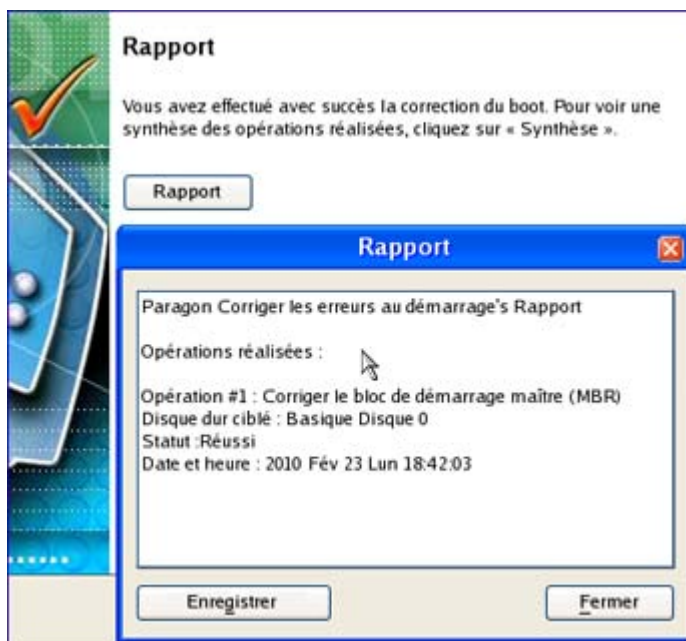 Rapport
Vous avez effectué avec succès la correction du boot. Pour voir une
synthèse des opérations réalisées, cliquez sur « Synthèse ».
Rapport
Rapport
Paragon Corriger les erreurs au démarrage's Rapport
Opérations réalisées :
Opération #1 : Corriger le bloc de démarrage maître (MBR)
Disque dur ciblé : Basique Disque 0
Statut :Réussi
Date et heure : 2010 Fév 23 Lun 18:42:03
Enregistrer
Fermer